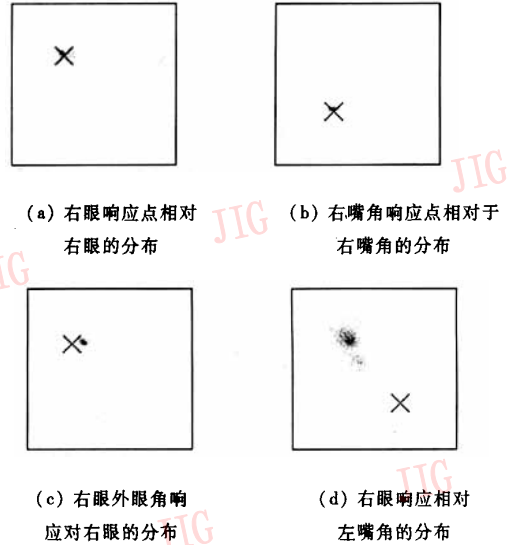 (a) 右眼响应点相对
右眼的分布
(b) 右嘴角响应点相对于
右嘴角的分布
JIG
JIG
JIG
(c) 右眼外眼角响
应对右眼的分布
(d) 右眼响应相对
左嘴角的分布
JIG
JIG